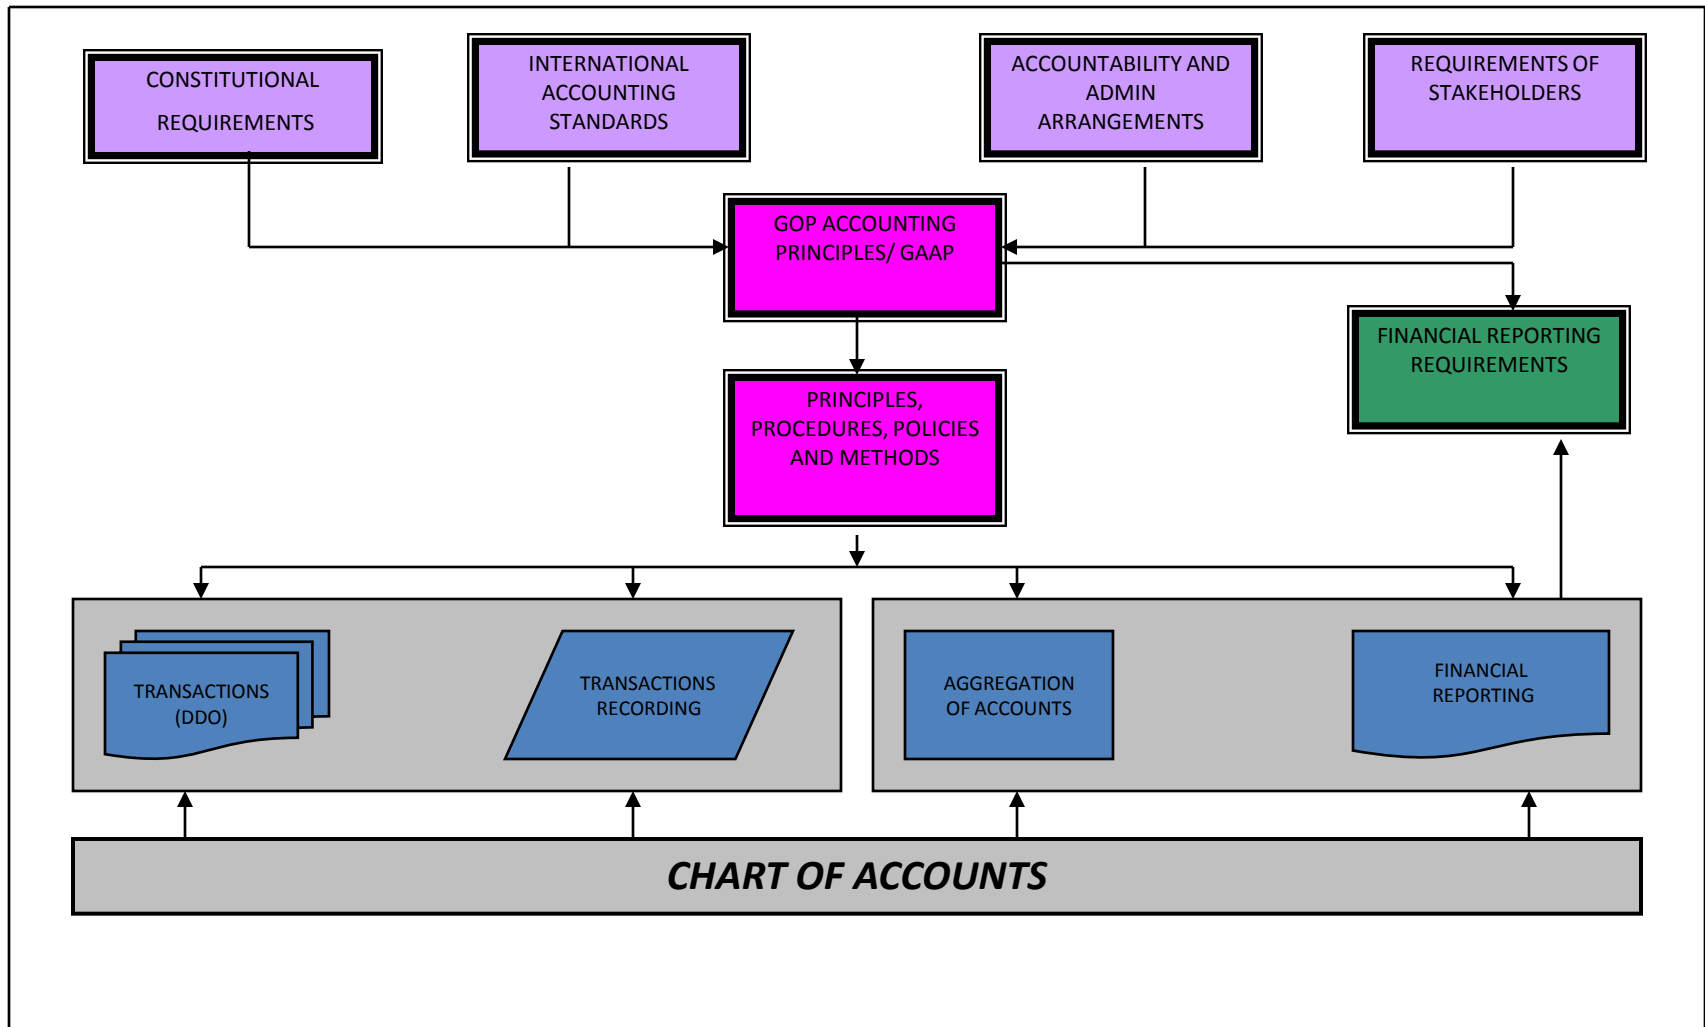 CONSTITUTIONAL
REQUIREMENTS
INTERNATIONAL
ACCOUNTING
STANDARDS
ACCOUNTABILITY AND
ADMIN
ARRANGEMENTS
REQUIREMENTS OF
STAKEHOLDERS
GOP ACCOUNTING
PRINCIPLES/ GAAP
FINANCIAL REPORTING
REQUIREMENTS
PRINCIPLES,
PROCEDURES, POLICIES
AND METHODS
TRANSACTIONS
(DDO)
TRANSACTIONS
RECORDING
AGGREGATION
OF ACCOUNTS
FINANCIAL
REPORTING
CHART OF ACCOUNTS